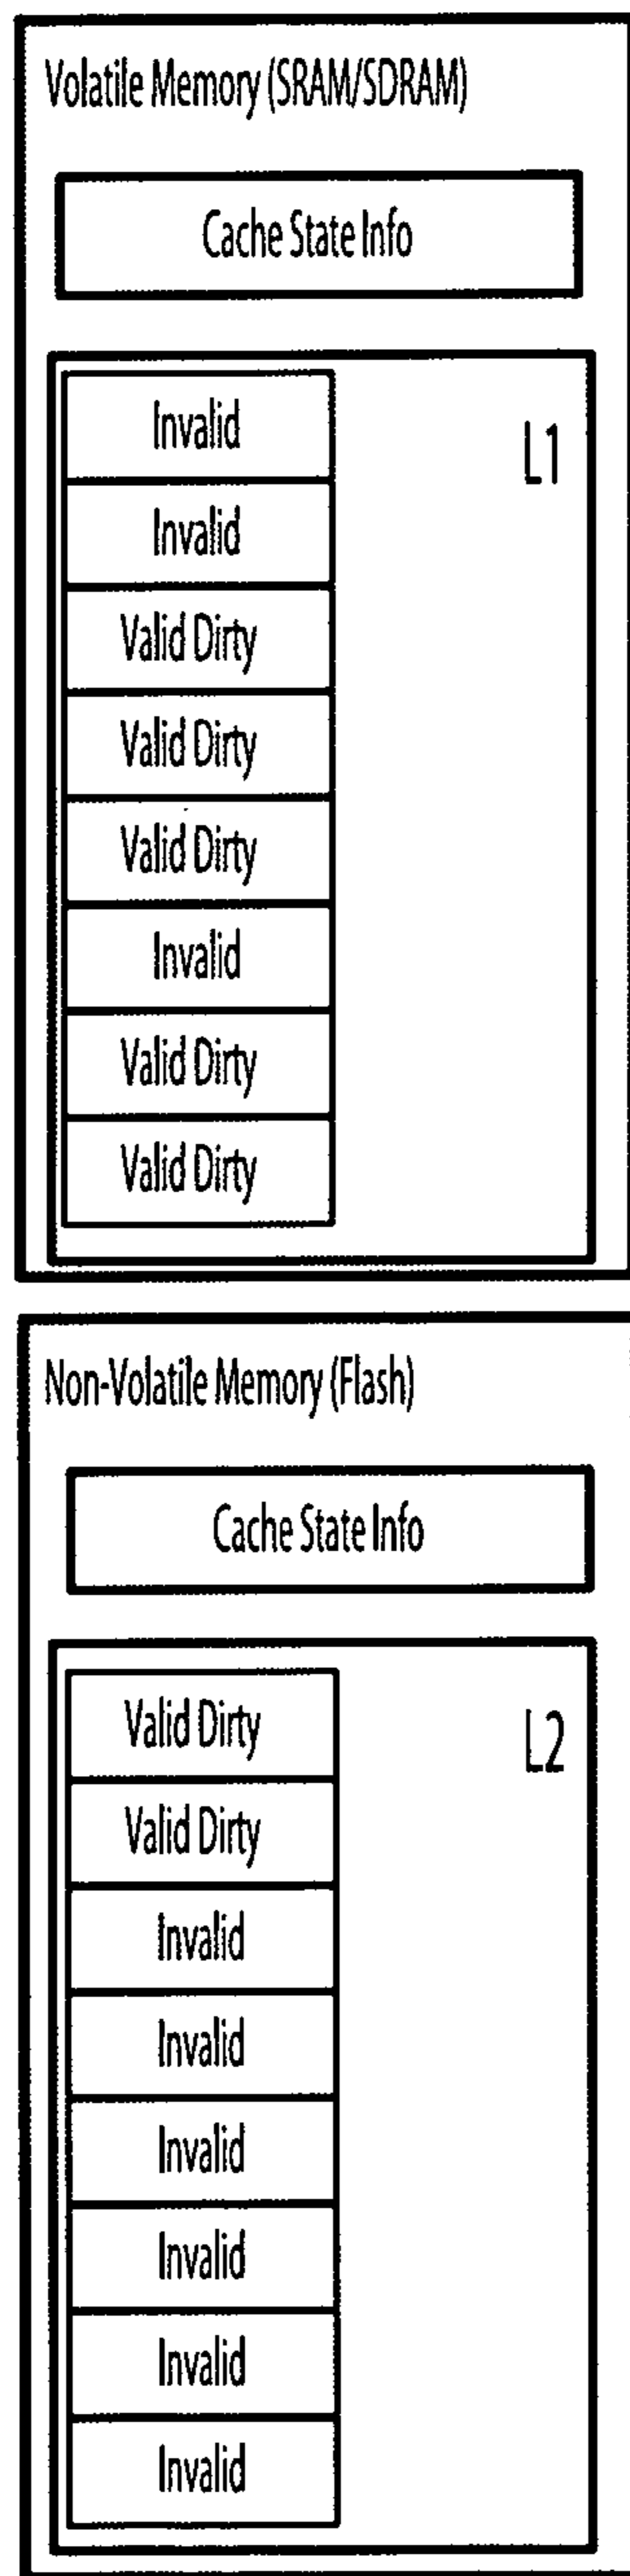 Volatile Memory (SRAM/SDRAM)
Cache State Info
L1
Invalid
Invalid
Valid Dirty
Valid Dirty
Valid Dirty
Invalid
Valid Dirty
Valid Dirty
Non-Volatile Memory (Flash)
Cache State Info
L2
Valid Dirty
Valid Dirty
Invalid
Invalid
Invalid
Invalid
Invalid
Invalid